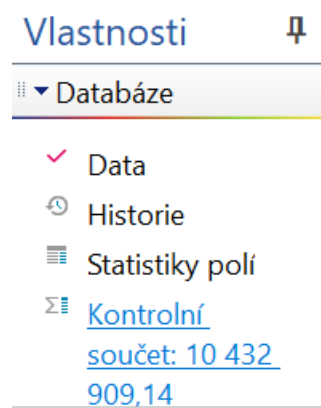 Vlastnosti
Databáze
Data
Historie
Statistiky polí
Kontrolní
součet: 10 432
909,14